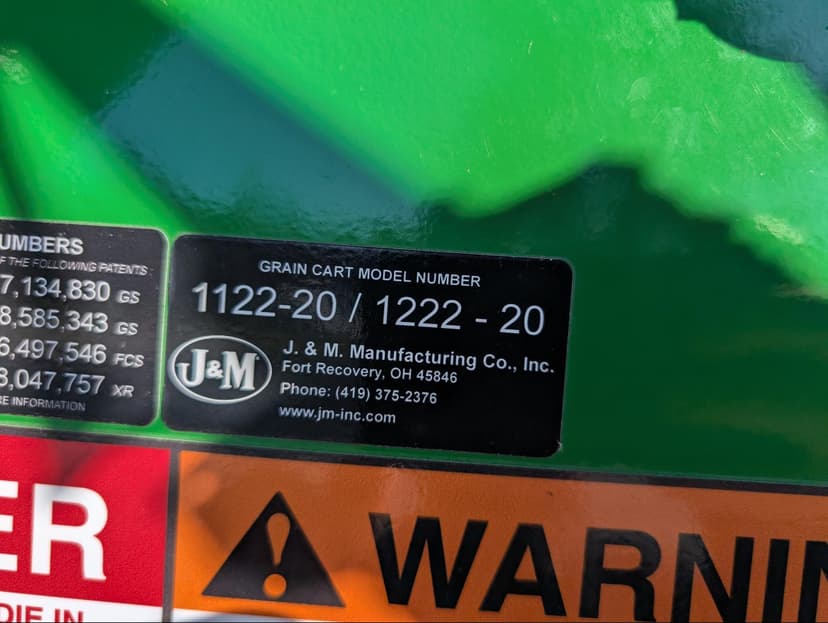 UMBERS
F THE FOLLOWING PATENTS
7,134,830 GS
8,585,343 GS
6,497,546 FCS
8,047,757 XR
RE INFORMATION
GRAIN CART MODEL NUMBER
1122-20 / 1222 - 20
J&M
J. & M. Manufacturing Co., Inc.
Fort Recovery, OH 45846
Phone: (419) 375-2376
www.jm-inc.com
ER
DIE IN
WARNIN